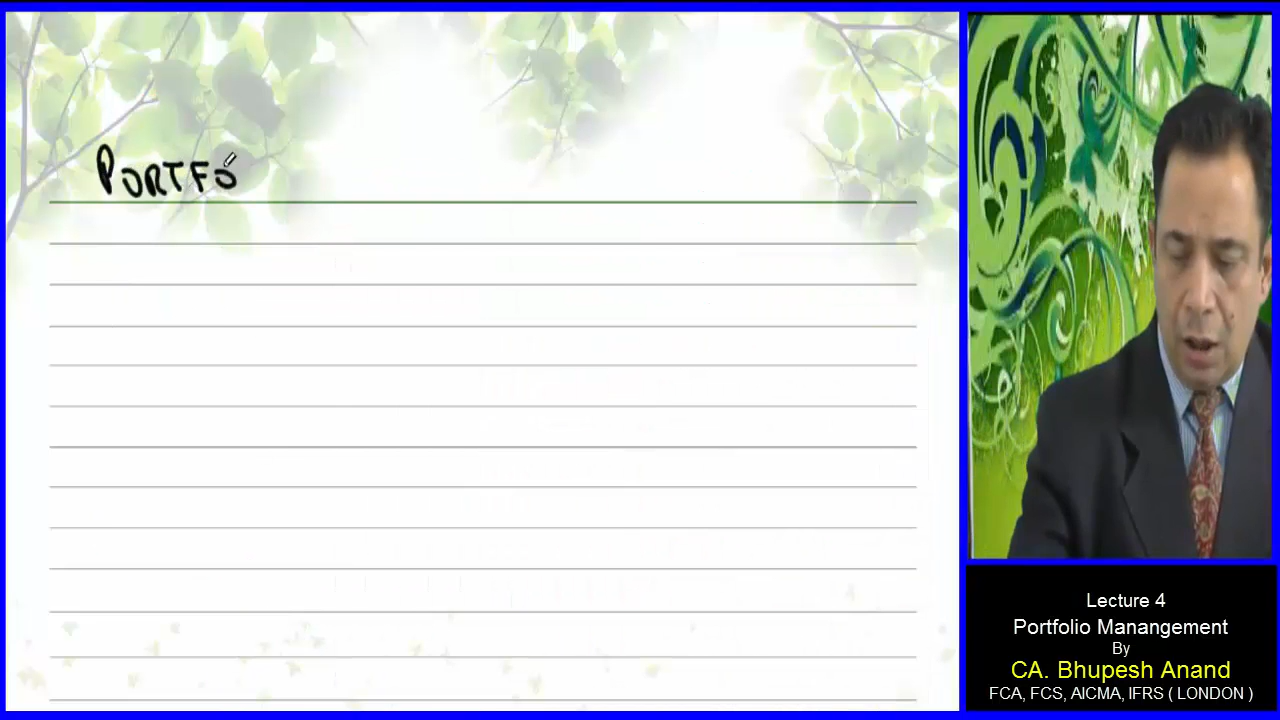 PORTFO
Lecture 4
Portfolio Manangement
By
CA. Bhupesh Anand
FCA, FCS, AICMA, IFRS ( LONDON )